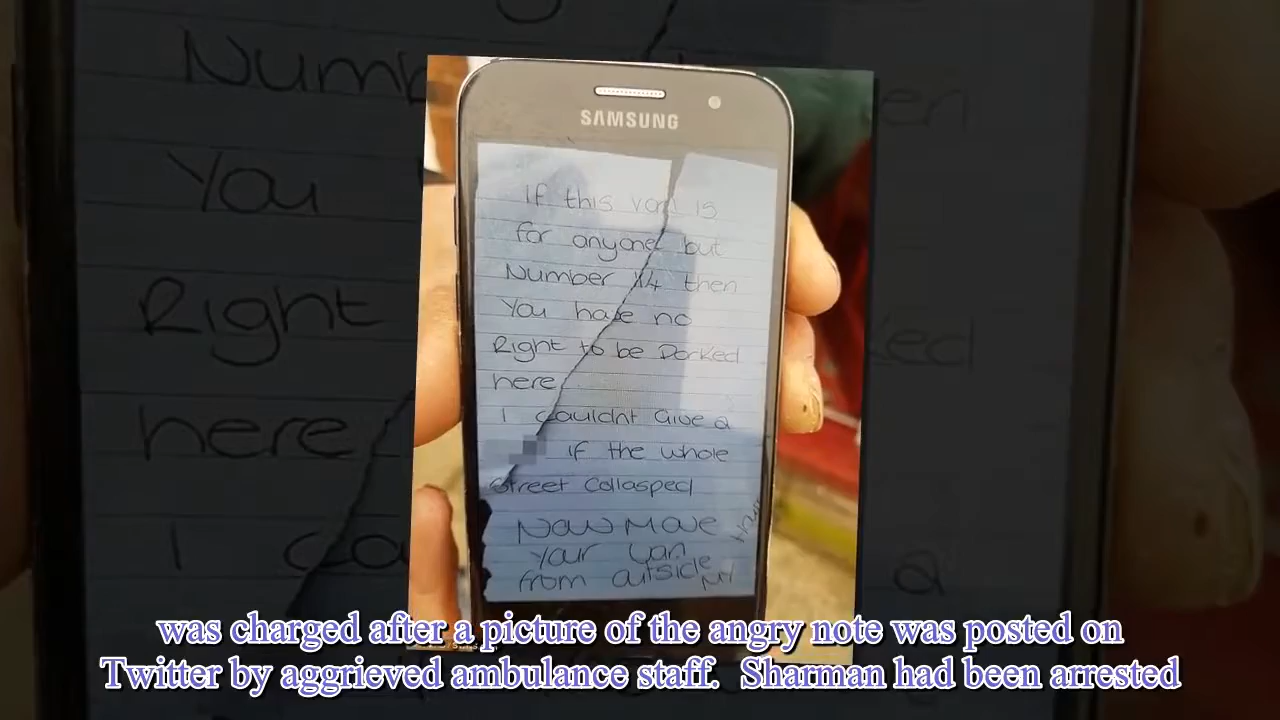 SAMSUNG
If this van is
for anyone but
Number 14 then
You have no
Right to be Parked
here
I couldnt Give a
if the whole
Street Collasped
Now Move
your van
from outside
My
was charged after a picture of the angry note was posted on
Twitter by aggrieved ambulance staff. Sharman had been arrested